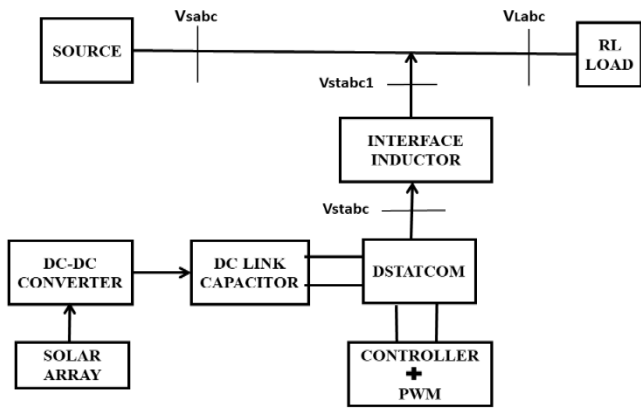 Vsabc
VLabc
SOURCE
RL
LOAD
Vstabc1
INTERFACE
INDUCTOR
Vstabc
DC-DC
CONVERTER
DC LINK
CAPACITOR
DSTATCOM
SOLAR
ARRAY
CONTROLLER
+
PWM